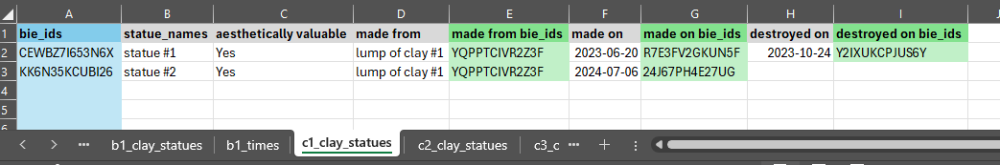 A B C D E F G H I J
1 bie_ids statue_names aesthetically valuable made from made from bie_ids made on made on bie_ids destroyed on destroyed on bie_ids
2 CEWBZ7I653N6X statue #1 Yes lump of clay #1 YQPPTCIVR2Z3F 2023-06-20 R7E3FV2GKUN5F 2023-10-24 Y2IXUKCPJUS6Y
3 KK6N35KCUBI26 statue #2 Yes lump of clay #1 YQPPTCIVR2Z3F 2024-07-06 24J67PH4E27UG
4
5
6
··· b1_clay_statues b1_times c1_clay_statues c2_clay_statues c3_c ···